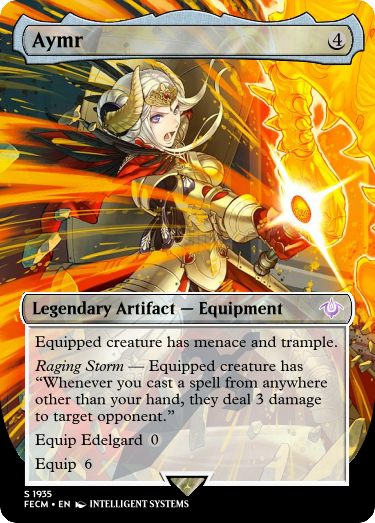 Aymr 4
Legendary Artifact — Equipment
Equipped creature has menace and trample.
Raging Storm — Equipped creature has
“Whenever you cast a spell from anywhere
other than your hand, they deal 3 damage
to target opponent.”
Equip Edelgard 0
Equip 6
S 1935
FECM • EN INTELLIGENT SYSTEMS